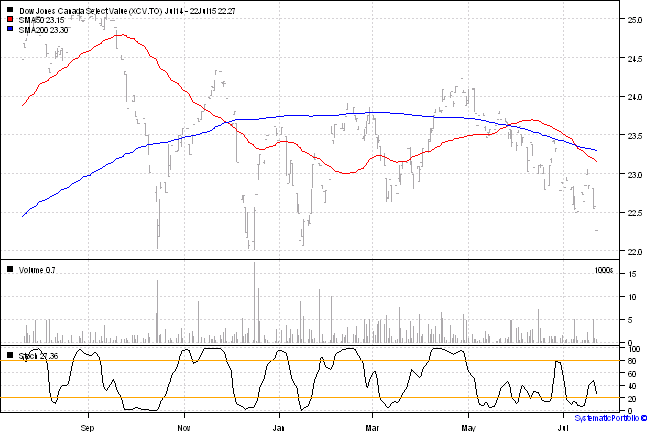 Dow Jones Canada Select Value (XCV.TO) Jul14 - 22Jul15 22.27
SMA50 23.15
SMA200 23.30
25.0
24.5
24.0
23.5
23.0
22.5
22.0
Volume 0.7
1000s
15
10
5
0
Stoch 27.36
100
80
60
40
20
0
Sep
Nov
Jan
Mar
May
Jul
SystematicPortfolio ©